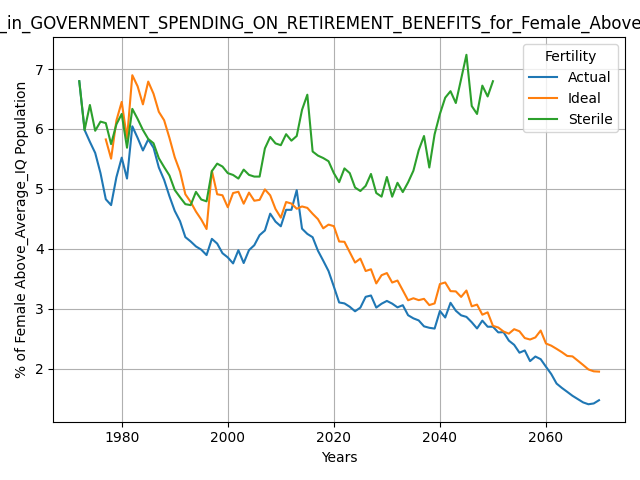 _in_GOVERNMENT_SPENDING_ON_RETIREMENT_BENEFITS_for_Female_Above
% of Female Above_Average_IQ Population
7
6
5
4
3
2
Fertility
Actual
Ideal
Sterile
1980
2000
2020
2040
2060
Years